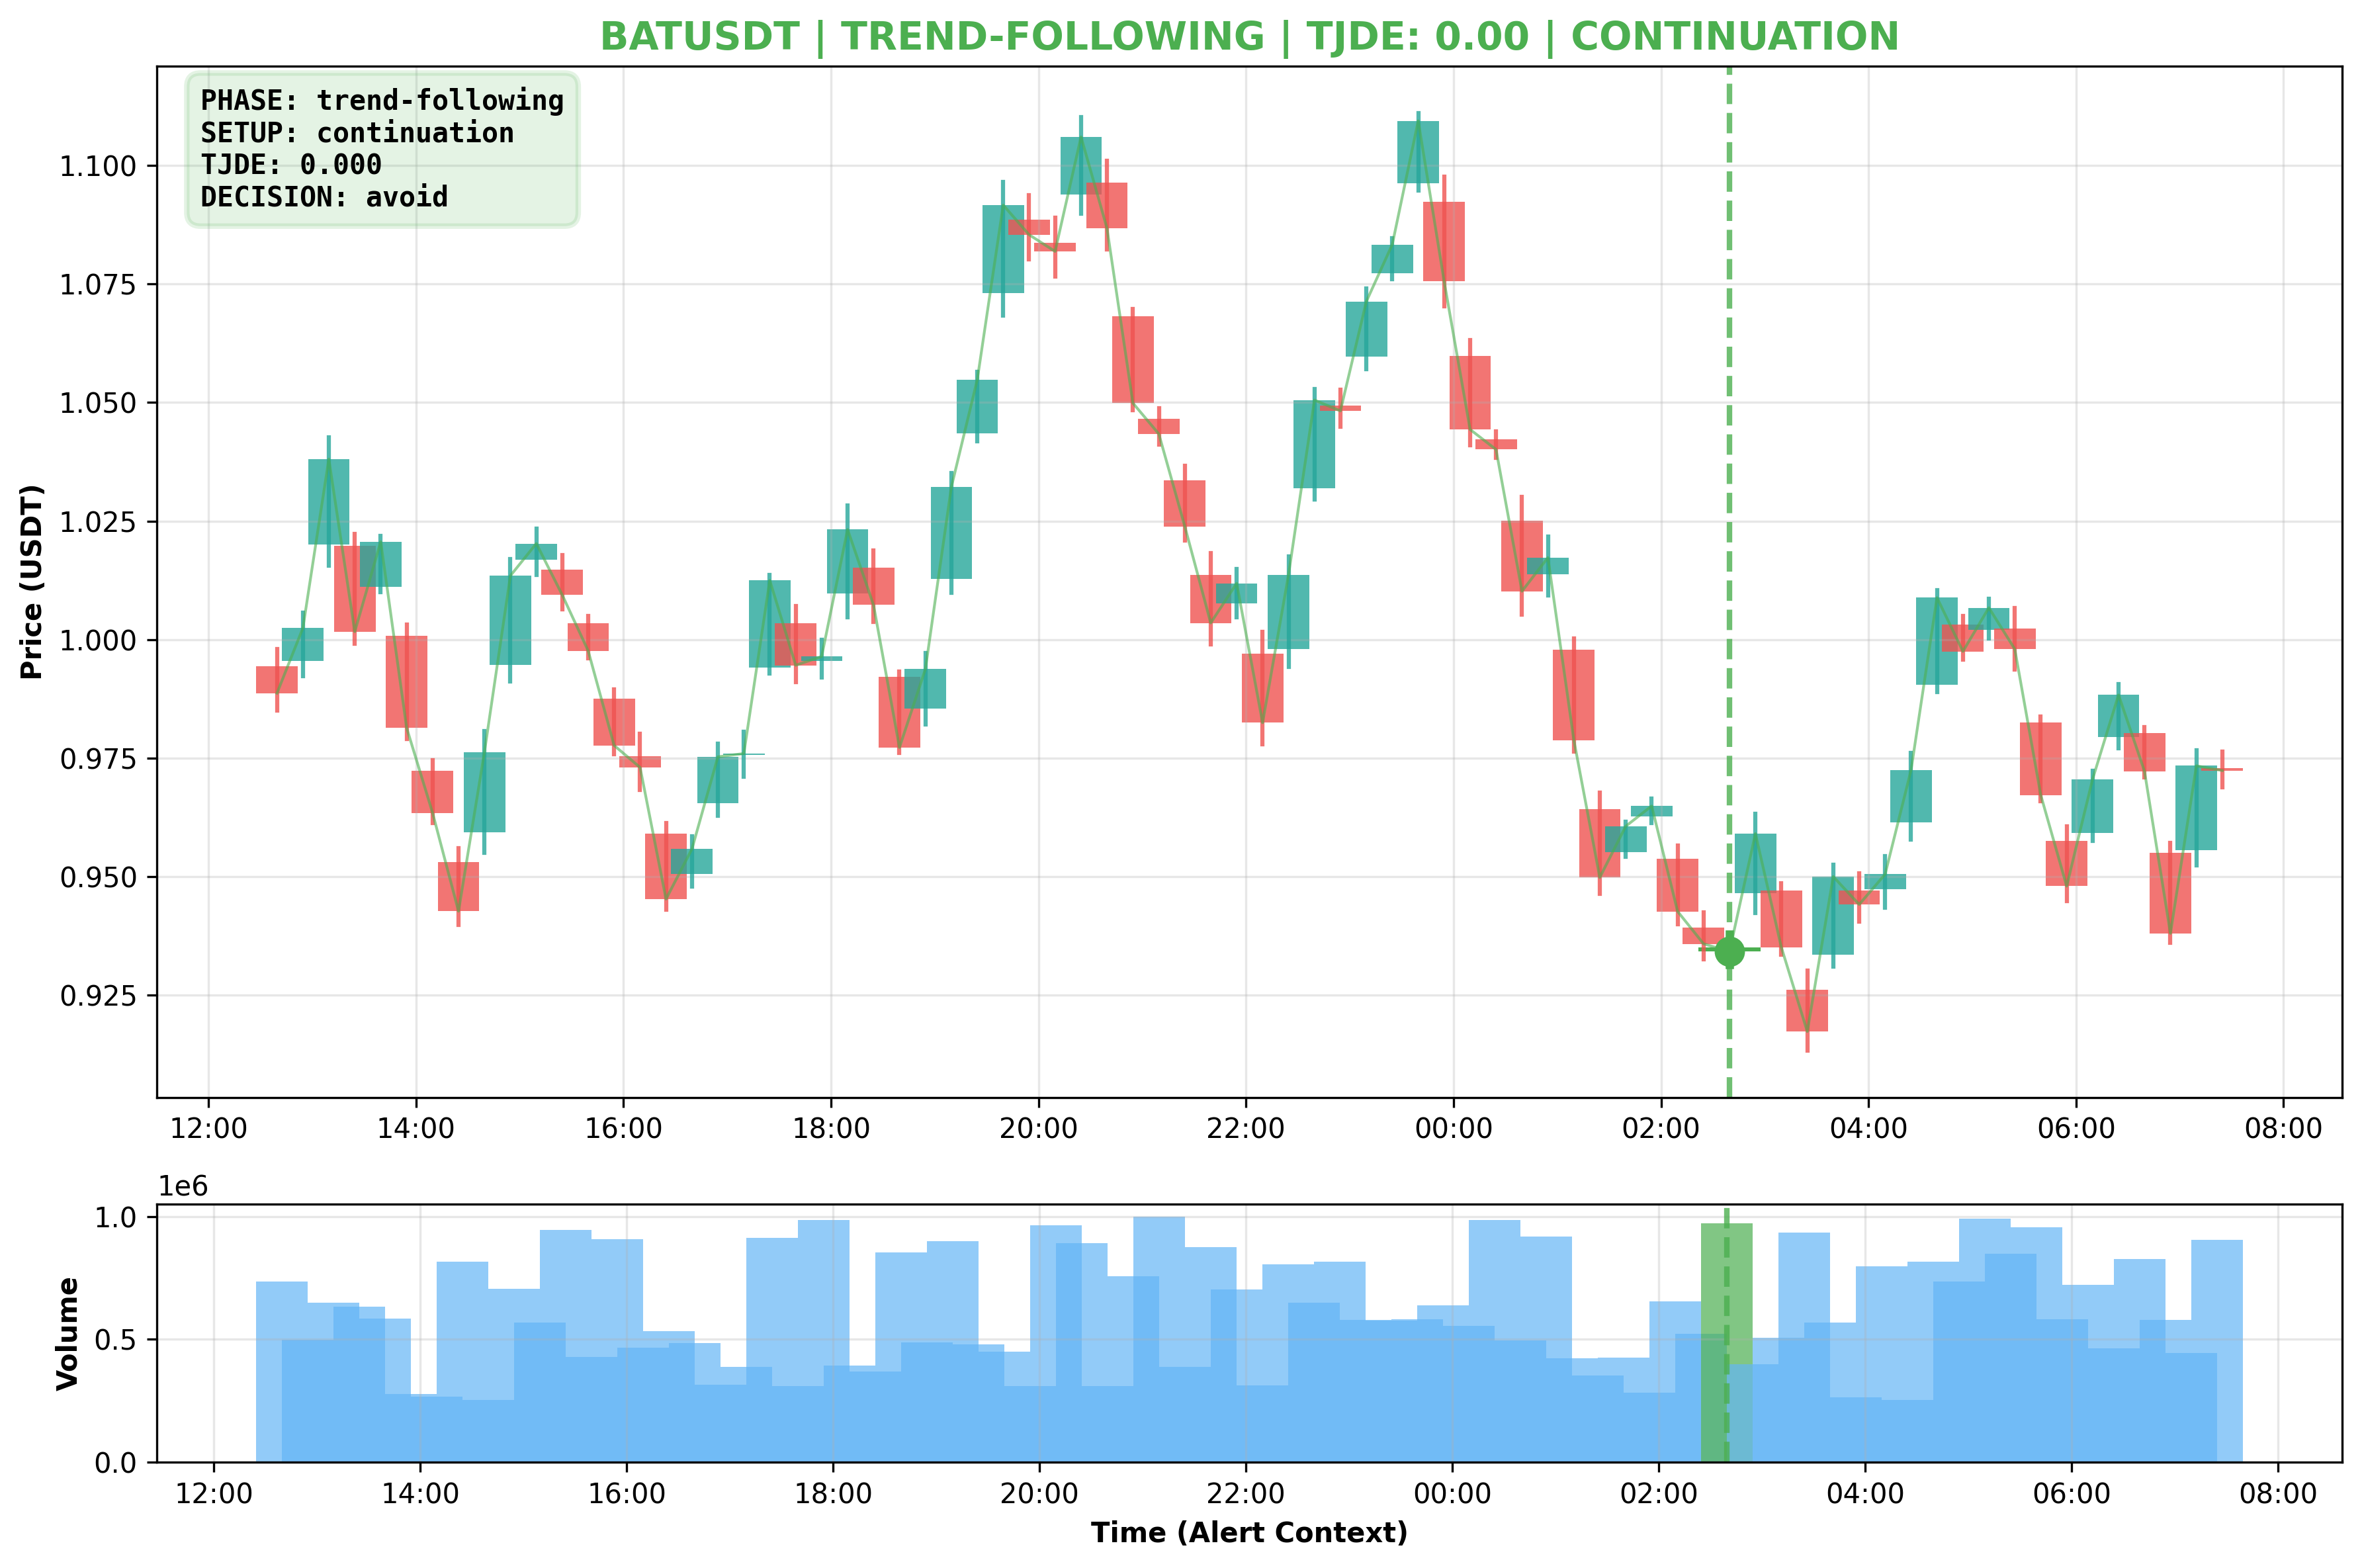 BATUSDT | TREND-FOLLOWING | TJDE: 0.00 | CONTINUATION
PHASE: trend-following
SETUP: continuation
TJDE: 0.000
DECISION: avoid
Price (USDT)
1.100
1.075
1.050
1.025
1.000
0.975
0.950
0.925
12:00 14:00 16:00 18:00 20:00 22:00 00:00 02:00 04:00 06:00 08:00
1e6
Volume
1.0
0.5
0.0
12:00 14:00 16:00 18:00 20:00 22:00 00:00 02:00 04:00 06:00 08:00
Time (Alert Context)